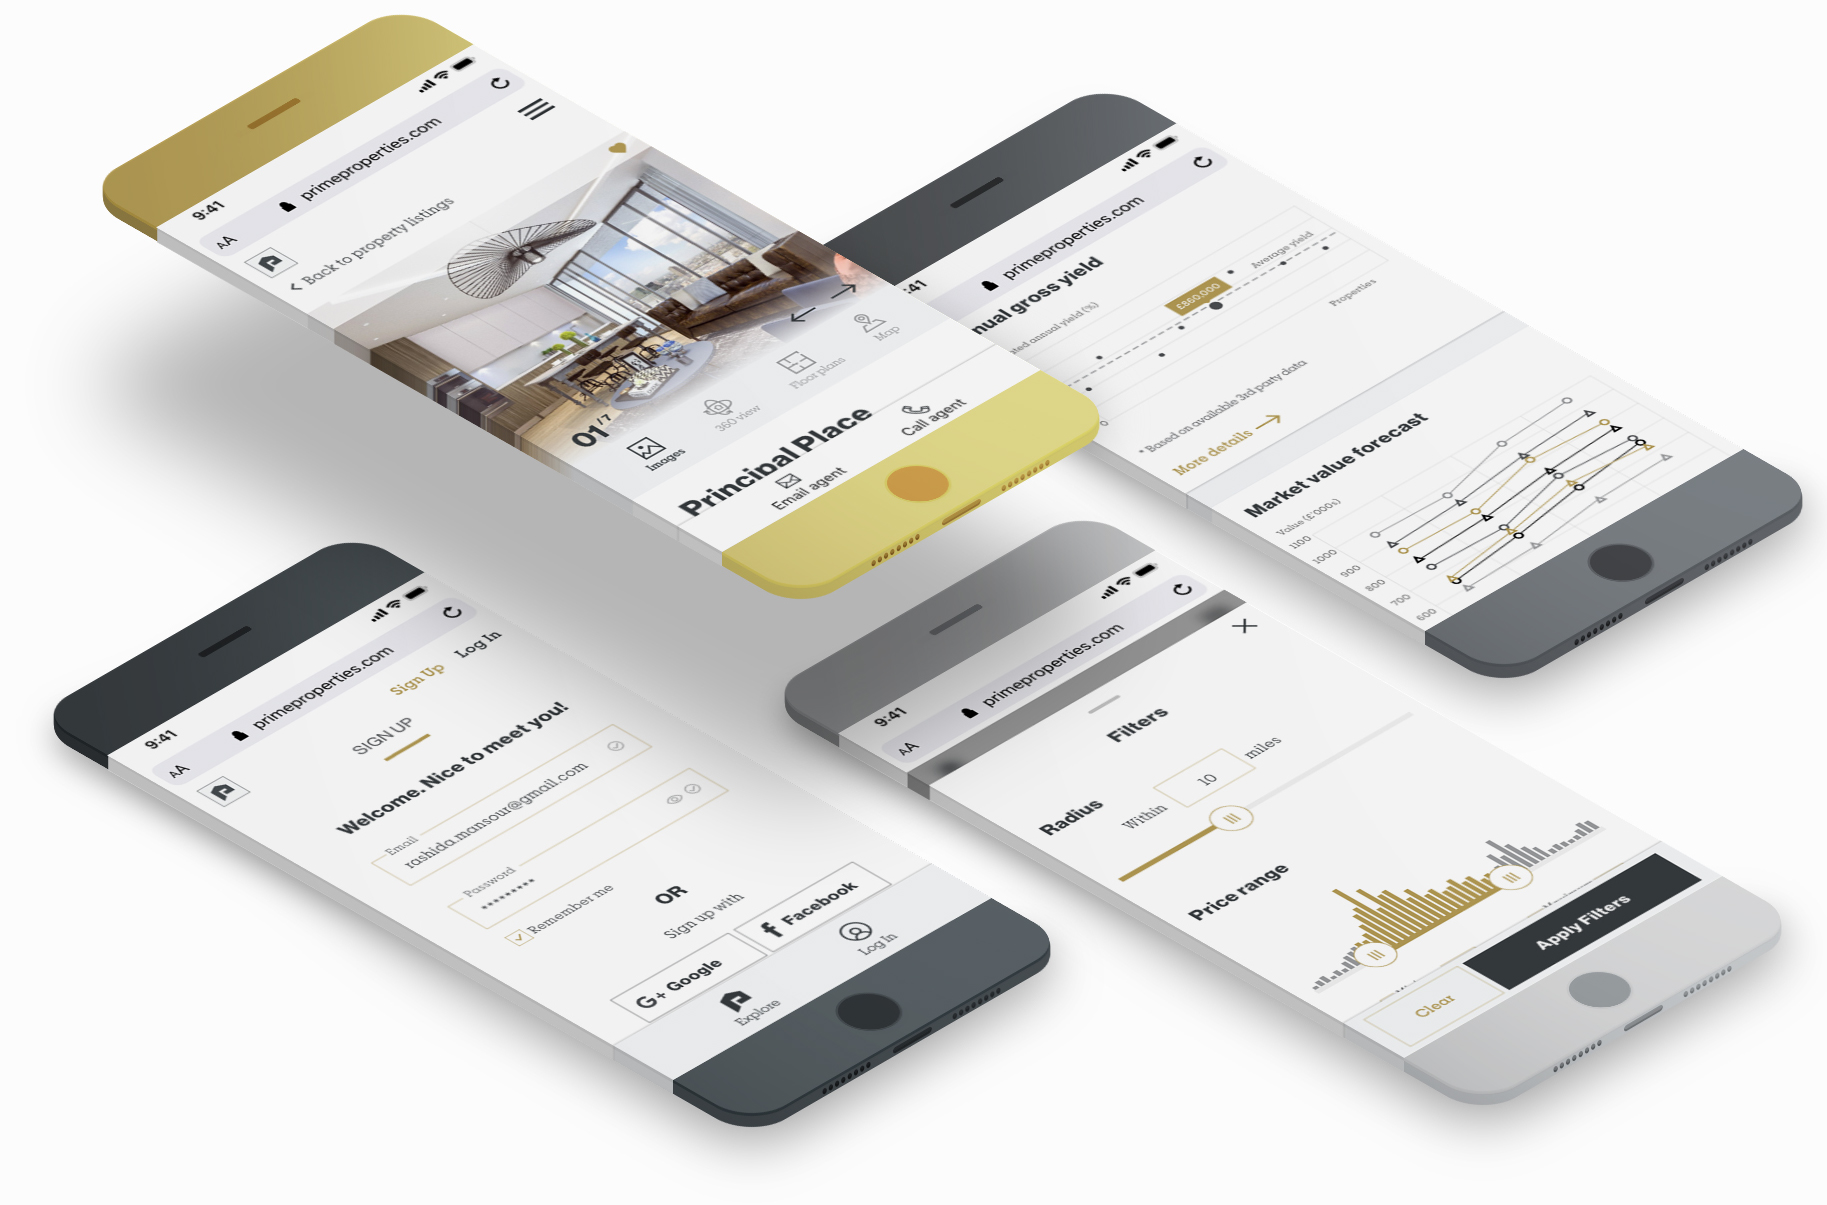 9:41
AA
primeproperties.com
Back to property listings
01/7
Images
360 view
Floor plans
Map
Principal Place
Email agent
Call agent
:41
primeproperties.com
nual gross yield
ted annual yield (%)
£860,000
Average yield
Properties
* Based on available 3rd party data
More details
Market value forecast
Value (£'000s)
1100
1000
900
800
700
600
9:41
AA
primeproperties.com
Sign Up
Log In
SIGN UP
Welcome. Nice to meet you!
Email
rashida.mansour@gmail.com
Password
*********
Remember me
OR
Sign up with
G+ Google
f Facebook
Explore
Log In
9:41
AA
primeproperties.com
Filters
Radius
Within
10
miles
Price range
Clear
Apply Filters